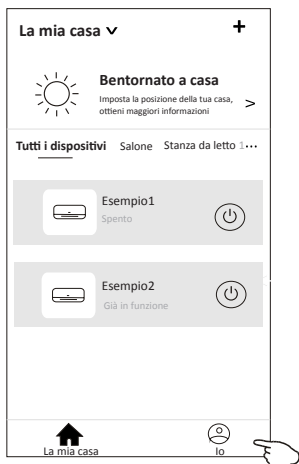 La mia casa
Bentornato a casa
Imposta la posizione della tua casa,
ottieni maggiori informazioni
Tutti i dispositivi Salone Stanza da letto 1...
Esempio1
Spento
Esempio2
Già in funzione
La mia casa Io